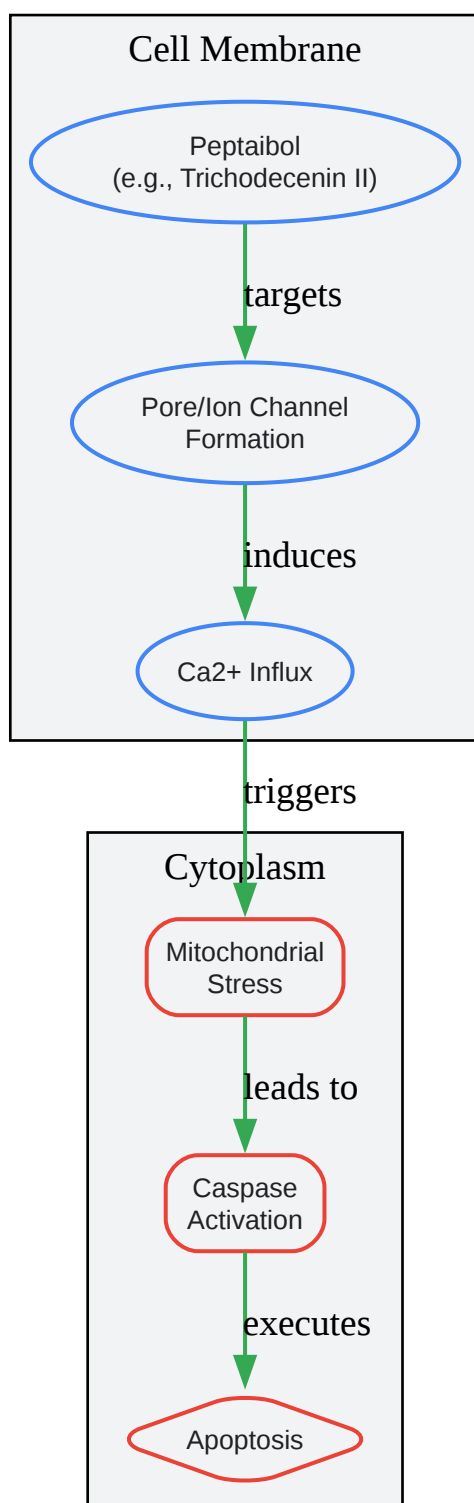 Cell Membrane
Peptaibol
(e.g., Trichodecenin II)
targets
Pore/Ion Channel
Formation
induces
Ca2+ Influx
triggers
Cytoplasm
Mitochondrial
Stress
leads to
Caspase
Activation
executes
Apoptosis